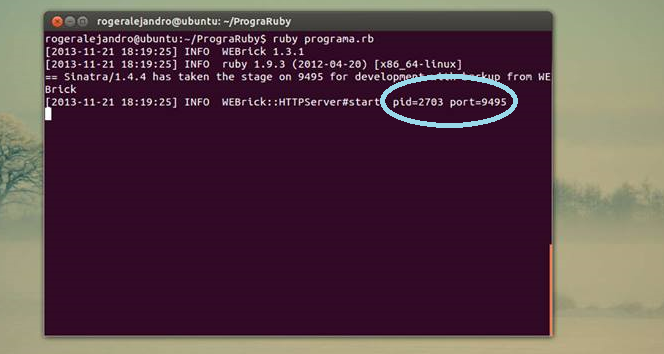 rogeralejandro@ubuntu: ~/PrograRuby
rogeralejandro@ubuntu:~/PrograRuby$ ruby programa.rb
[2013-11-21 18:19:25] INFO  WEBrick 1.3.1
[2013-11-21 18:19:25] INFO  ruby 1.9.3 (2012-04-20) [x86_64-linux]
== Sinatra/1.4.4 has taken the stage on 9495 for development with backup from WE
Brick
[2013-11-21 18:19:25] INFO  WEBrick::HTTPServer#start: pid=2703 port=9495